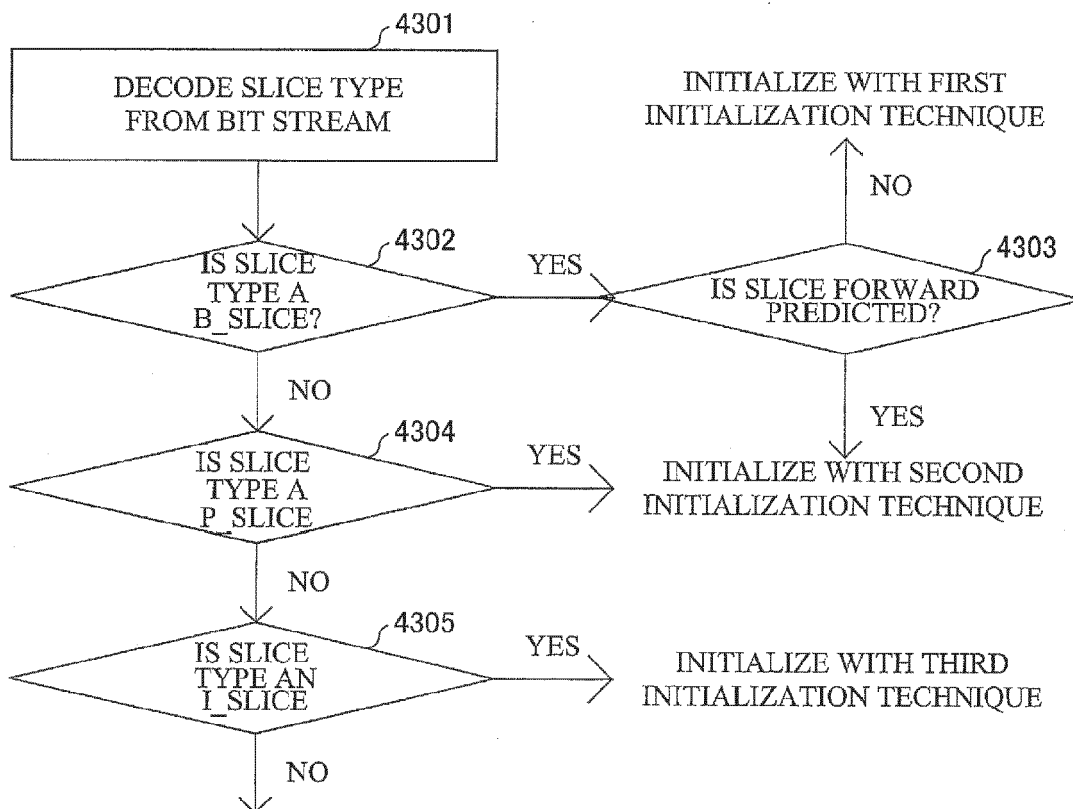 4301
DECODE SLICE TYPE
FROM BIT STREAM
INITIALIZE WITH FIRST
INITIALIZATION TECHNIQUE
NO
4302
IS SLICE
TYPE A
B_SLICE?
YES
4303
IS SLICE FORWARD
PREDICTED?
NO
YES
4304
IS SLICE
TYPE A
P_SLICE
YES
INITIALIZE WITH SECOND
INITIALIZATION TECHNIQUE
NO
4305
IS SLICE
TYPE AN
I_SLICE
YES
INITIALIZE WITH THIRD
INITIALIZATION TECHNIQUE
NO